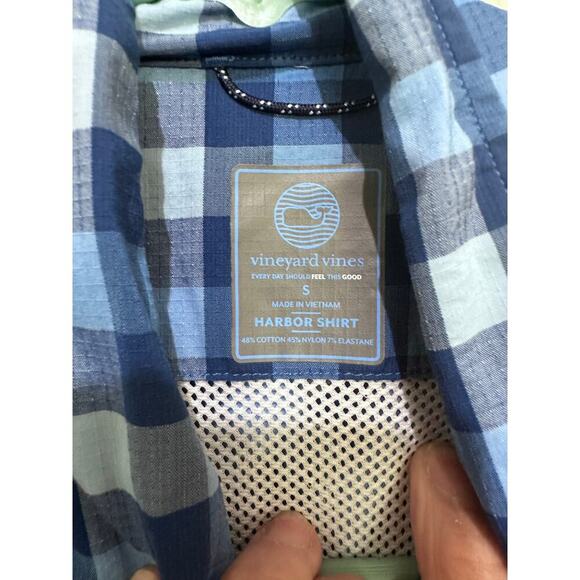 vineyard vines
EVERY DAY SHOULD FEEL THIS GOOD
S
MADE IN VIETNAM
HARBOR SHIRT
48% COTTON 45% NYLON 7% ELASTANE